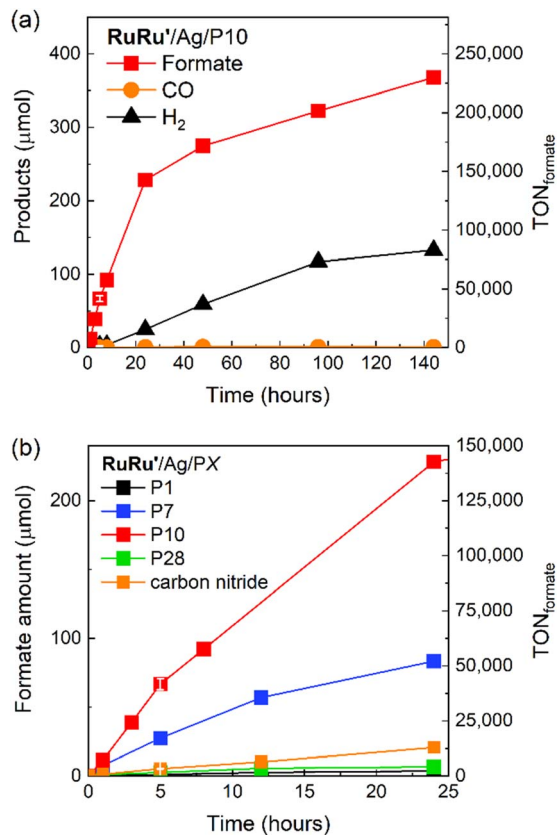 (a)
RuRu'/Ag/P10
Formate
CO
H₂
Products (μmol)
400
300
200
100
0
TON_formate
250,000
200,000
150,000
100,000
50,000
0
0 20 40 60 80 100 120 140
Time (hours)
(b)
RuRu'/Ag/PX
P1
P7
P10
P28
carbon nitride
Formate amount (μmol)
200
100
0
TON_formate
150,000
125,000
100,000
75,000
50,000
25,000
0
0 5 10 15 20 25
Time (hours)